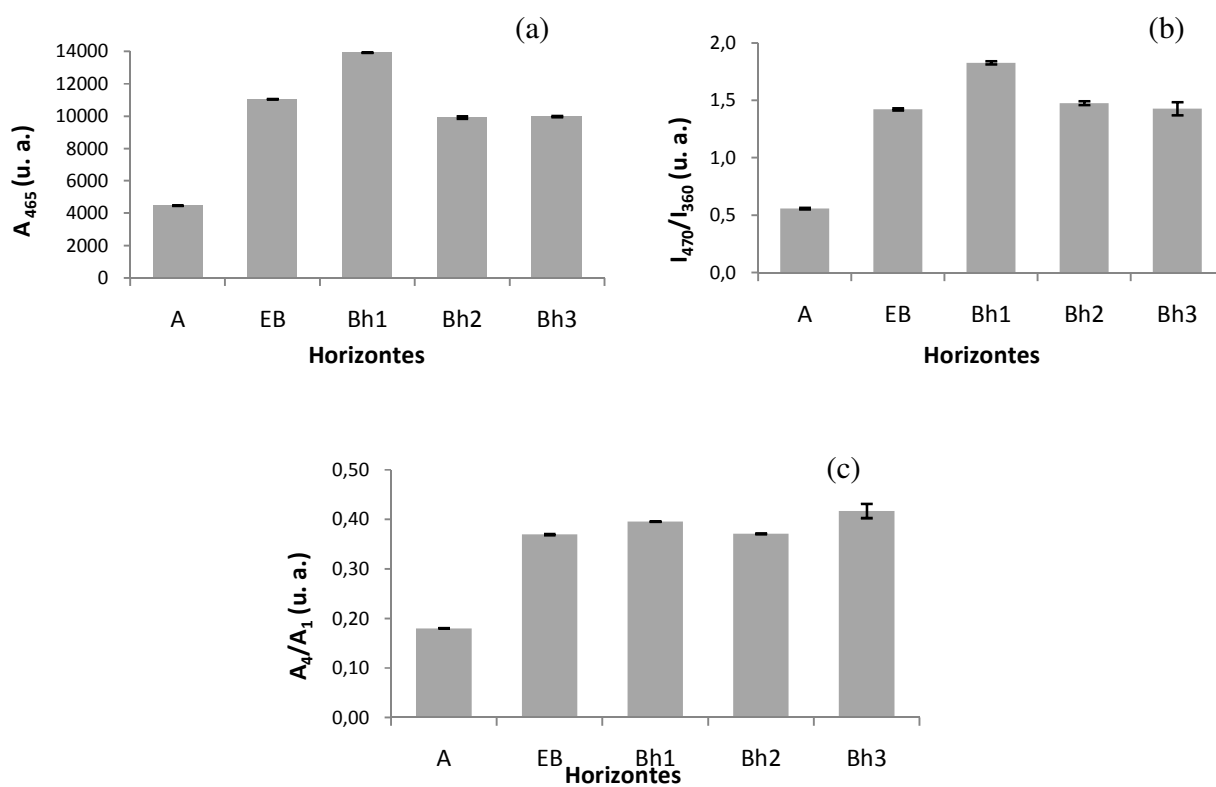 (a)
A465 (u. a.)
14000
12000
10000
8000
6000
4000
2000
0
A EB Bh1 Bh2 Bh3
Horizontes
(b)
I470/I360 (u. a.)
2,0
1,5
1,0
0,5
0,0
A EB Bh1 Bh2 Bh3
Horizontes
(c)
A4/A1 (u. a.)
0,50
0,40
0,30
0,20
0,10
0,00
A EB Bh1 Bh2 Bh3
Horizontes